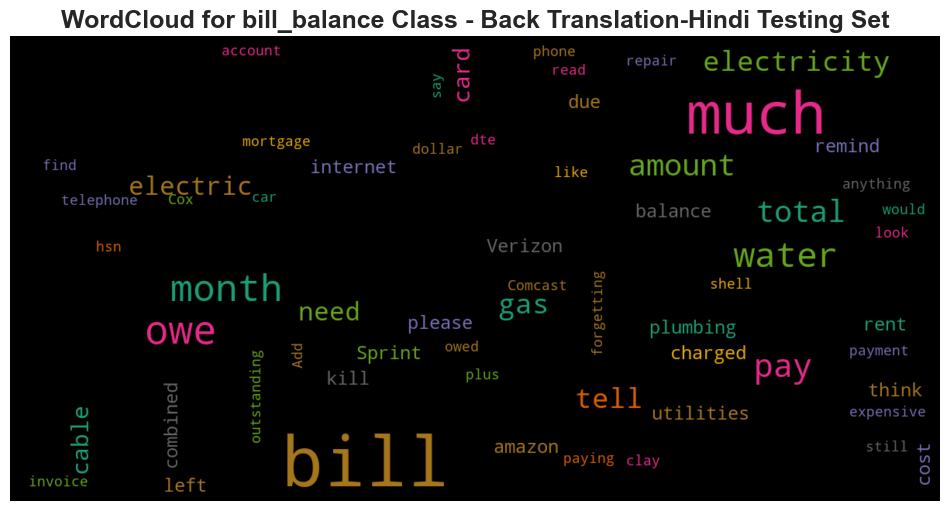 WordCloud for bill_balance Class - Back Translation-Hindi Testing Set
account
say
card
phone
read
repair
electricity
due
much
mortgage
dollar
dte
remind
find
internet
like
amount
electric
telephone
Cox
car
anything
balance
total
would
look
hsn
Verizon
water
month
Comcast
shell
need
gas
forgetting
owe
please
plumbing
rent
Add
Sprint
owed
charged
payment
outstanding
kill
plus
pay
think
combined
tell
utilities
expensive
cable
bill
amazon
paying
clay
still
cost
invoice
left